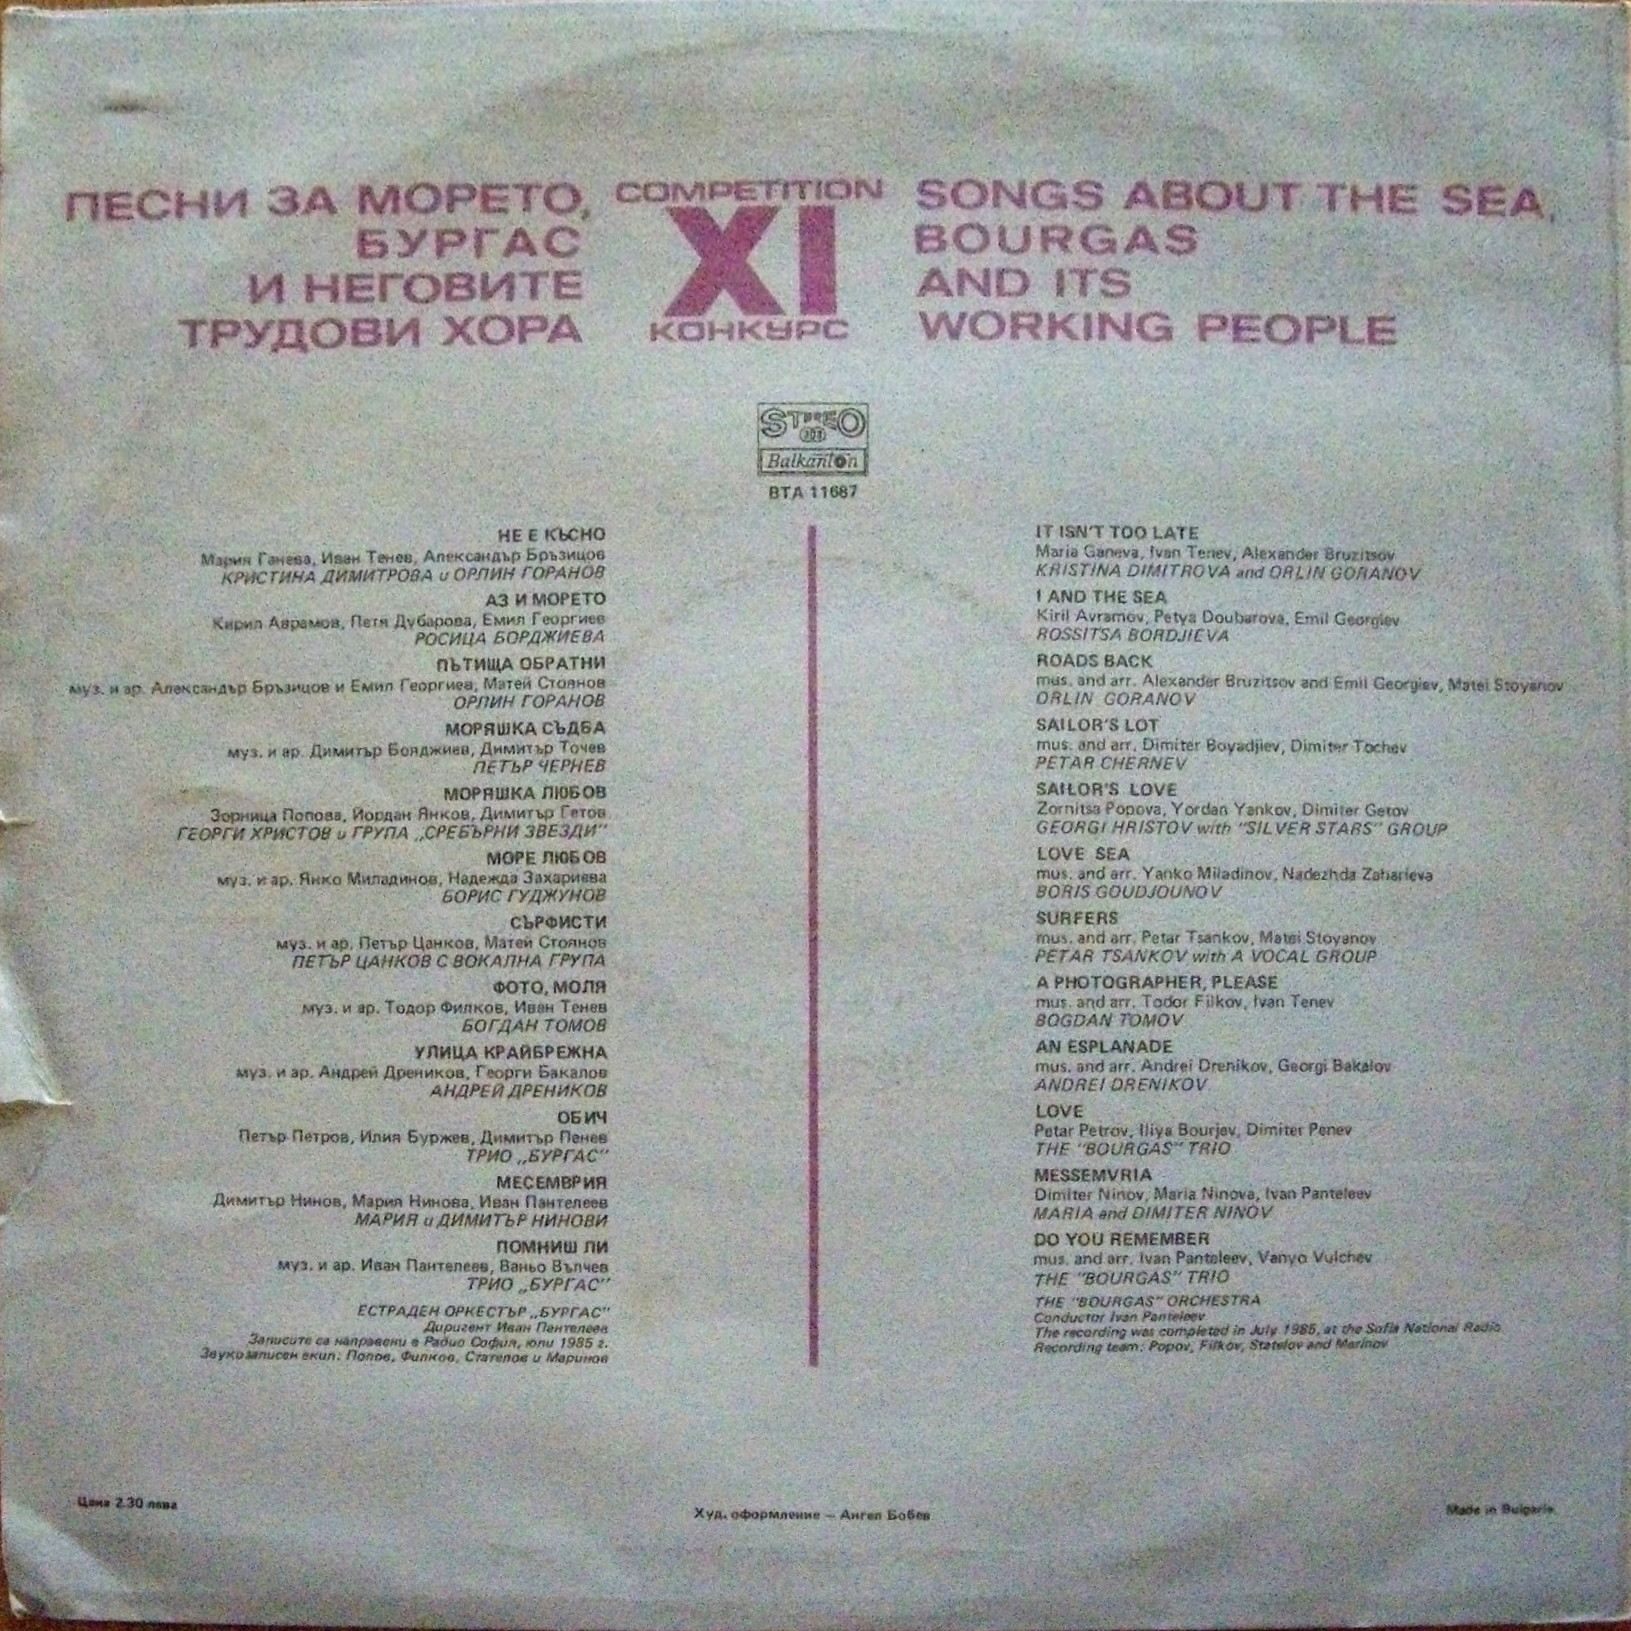 ПЕСНИ ЗА МОРЕТО,
БУРГАС
И НЕГОВИТЕ
ТРУДОВИ ХОРА
COMPETITION
XI
КОНКУРС
SONGS ABOUT THE SEA,
BOURGAS
AND ITS
WORKING PEOPLE
STEREO
Balkanton
ВТА 11687
НЕ Е КЪСНО
Мария Ганева, Иван Тенев, Александър Бръзицов
КРИСТИНА ДИМИТРОВА и ОРЛИН ГОРАНОВ
АЗ И МОРЕТО
Кирил Аврамов, Петя Дубарова, Емил Георгиев
РОСИЦА БОРДЖИЕВА
ПЪТИЩА ОБРАТНИ
муз. и ар. Александър Бръзицов и Емил Георгиев, Матей Стоянов
ОРЛИН ГОРАНОВ
МОРЯШКА СЪДБА
муз. и ар. Димитър Бояджиев, Димитър Точев
ПЕТЪР ЧЕРНЕВ
МОРЯШКА ЛЮБОВ
Зорница Попова, Йордан Янков, Димитър Гетов
ГЕОРГИ ХРИСТОВ и ГРУПА „СРЕБЪРНИ ЗВЕЗДИ"
МОРЕ ЛЮБОВ
муз. и ар. Янко Миладинов, Надежда Захариева
БОРИС ГУДЖУНОВ
СЪРФИСТИ
муз. и ар. Петър Цанков, Матей Стоянов
ПЕТЪР ЦАНКОВ С ВОКАЛНА ГРУПА
ФОТО, МОЛЯ
муз. и ар. Тодор Филков, Иван Тенев
БОГДАН ТОМОВ
УЛИЦА КРАЙБРЕЖНА
муз. и ар. Андрей Дреников, Георги Бакалов
АНДРЕЙ ДРЕНИКОВ
ОБИЧ
Петър Петров, Илия Буржев, Димитър Пенев
ТРИО „БУРГАС"
МЕСЕМВРИЯ
Димитър Нинов, Мария Нинова, Иван Пантелеев
МАРИЯ и ДИМИТЪР НИНОВИ
ПОМНИШ ЛИ
муз. и ар. Иван Пантелеев, Ваньо Вълчев
ТРИО „БУРГАС"
ЕСТРАДЕН ОРКЕСТЪР „БУРГАС"
Диригент Иван Пантелеев
Записите са направени в Радио София, юли 1985 г.
Звукозаписен екип: Попов, Филков, Стателов и Маринов
IT ISN'T TOO LATE
Maria Ganeva, Ivan Tenev, Alexander Bruzitsov
KRISTINA DIMITROVA and ORLIN GORANOV
I AND THE SEA
Kiril Avramov, Petya Doubarova, Emil Georgiev
ROSSITSA BORDJIEVA
ROADS BACK
mus. and arr. Alexander Bruzitsov and Emil Georgiev, Matei Stoyanov
ORLIN GORANOV
SAILOR'S LOT
mus. and arr. Dimiter Boyadjiev, Dimiter Tochev
PETAR CHERNEV
SAILOR'S LOVE
Zornitsa Popova, Yordan Yankov, Dimiter Getov
GEORGI HRISTOV with "SILVER STARS" GROUP
LOVE SEA
mus. and arr. Yanko Miladinov, Nadezhda Zaharieva
BORIS GOUDJOUNOV
SURFERS
mus. and arr. Petar Tsankov, Matei Stoyanov
PETAR TSANKOV with A VOCAL GROUP
A PHOTOGRAPHER, PLEASE
mus. and arr. Todor Filkov, Ivan Tenev
BOGDAN TOMOV
AN ESPLANADE
mus. and arr. Andrei Drenikov, Georgi Bakalov
ANDREI DRENIKOV
LOVE
Petar Petrov, Iliya Bourjev, Dimiter Penev
THE "BOURGAS" TRIO
MESSEMVRIA
Dimiter Ninov, Maria Ninova, Ivan Panteleev
MARIA and DIMITER NINOV
DO YOU REMEMBER
mus. and arr. Ivan Panteleev, Vanyo Vulchev
THE "BOURGAS" TRIO
THE "BOURGAS" ORCHESTRA
Conductor Ivan Panteleev
The recording was completed in July 1985, at the Sofia National Radio
Recording team: Popov, Filkov, Statelov and Marinov
Цена 2.30 лева
Худ. оформление — Ангел Бобев
Made in Bulgaria